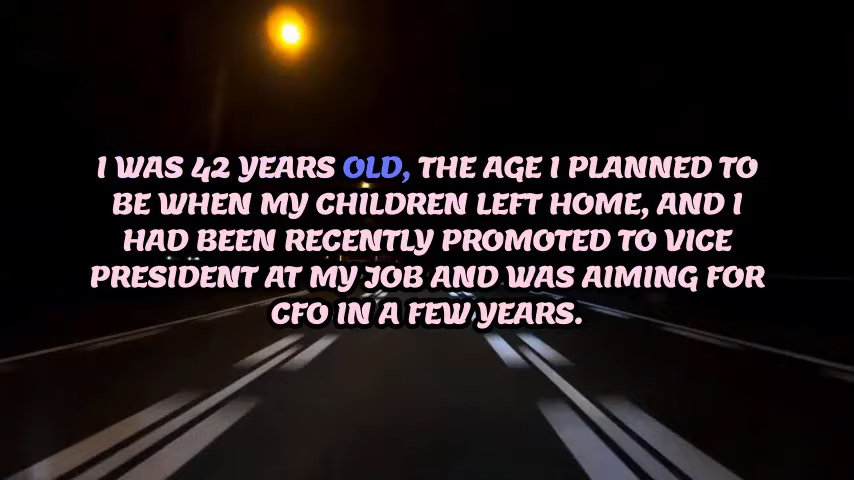 I WAS 42 YEARS OLD, THE AGE I PLANNED TO
BE WHEN MY CHILDREN LEFT HOME, AND I
HAD BEEN RECENTLY PROMOTED TO VICE
PRESIDENT AT MY JOB AND WAS AIMING FOR
CFO IN A FEW YEARS.